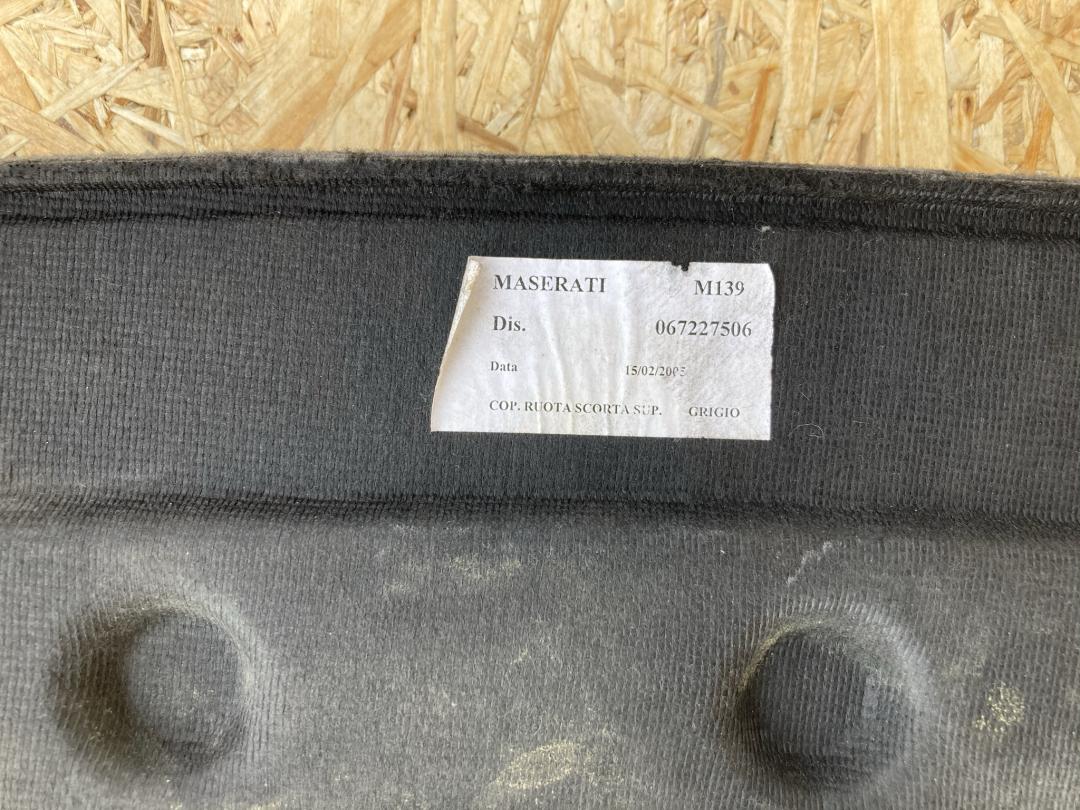 MASERATI M139
Dis. 067227506
Data 15/02/2005
COP. RUOTA SCORTA SUP. GRIGIO